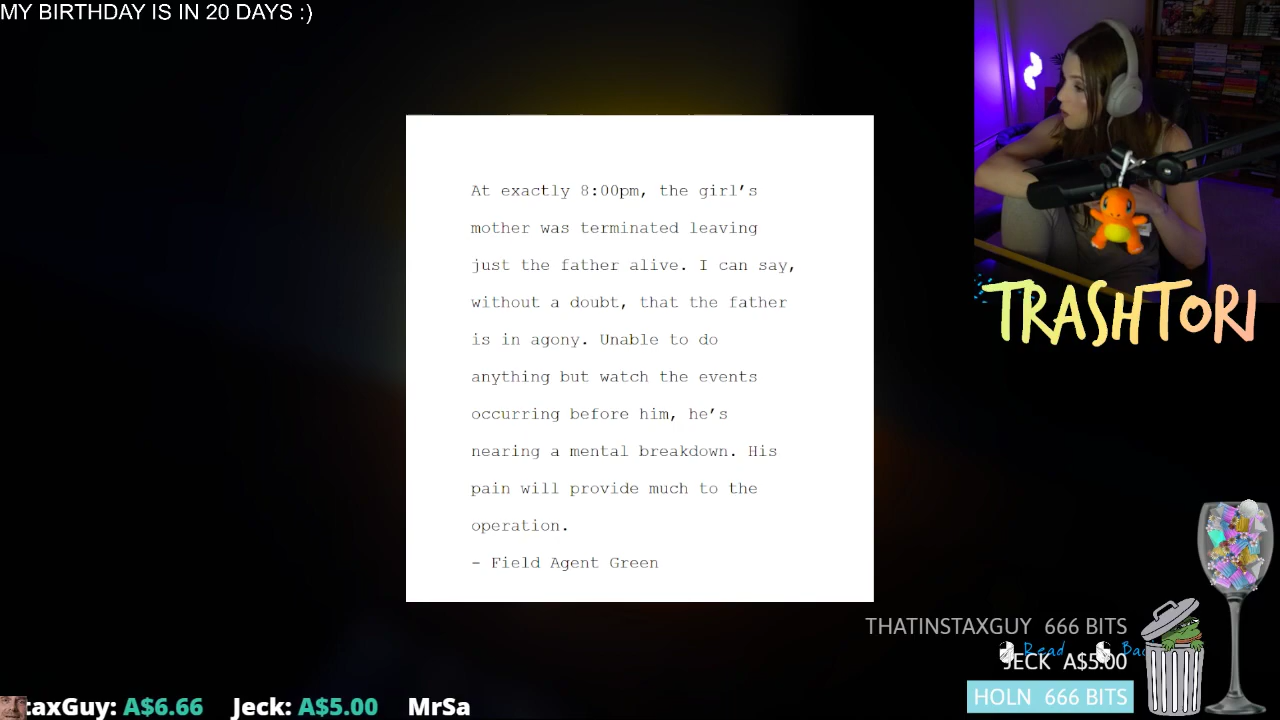 MY BIRTHDAY IS IN 20 DAYS :)
At exactly 8:00pm, the girl's
mother was terminated leaving
just the father alive. I can say,
without a doubt, that the father
is in agony. Unable to do
anything but watch the events
occurring before him, he's
nearing a mental breakdown. His
pain will provide much to the
operation.
- Field Agent Green
TRASHTORI
THATINSTAXGUY 666 BITS
Read
JECK A$5.00
HOLN 666 BITS
taxGuy: A$6.66 Jeck: A$5.00 MrSa